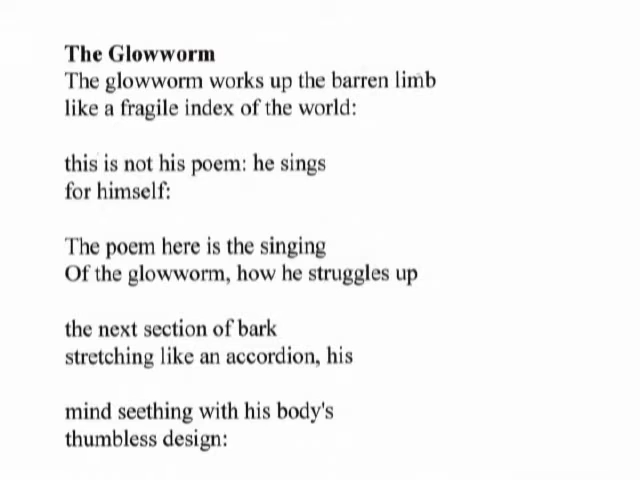 The Glowworm
The glowworm works up the barren limb
like a fragile index of the world:
this is not his poem: he sings
for himself:
The poem here is the singing
Of the glowworm, how he struggles up
the next section of bark
stretching like an accordion, his
mind seething with his body's
thumbless design: